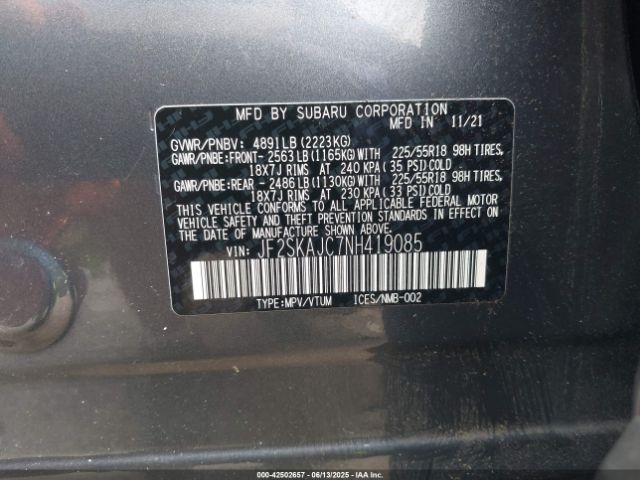 MFD BY SUBARU CORPORATION
MFD IN 11/21
GVWR/PNBV: 4891LB (2223KG)
GAWR/PNBE:FRONT- 2563 LB (1165KG) WITH 225/55R18 98H TIRES,
18X7J RIMS AT 240 KPA ( 35 PSI) COLD
GAWR/PNBE:REAR - 2486 LB (1130KG) WITH 225/55R18 98H TIRES,
18X7J RIMS AT 230 KPA ( 33 PSI) COLD
THIS VEHICLE CONFORMS TO ALL APPLICABLE FEDERAL MOTOR
VEHICLE SAFETY AND THEFT PREVENTION STANDARDS IN EFFECT ON
THE DATE OF MANUFACTURE SHOWN ABOVE.
VIN: JF2SKAJC7NH419085
TYPE:MPV/VTUM ICES/NMB-002
000-42502657 - 06/13/2025 - IAAI.COM